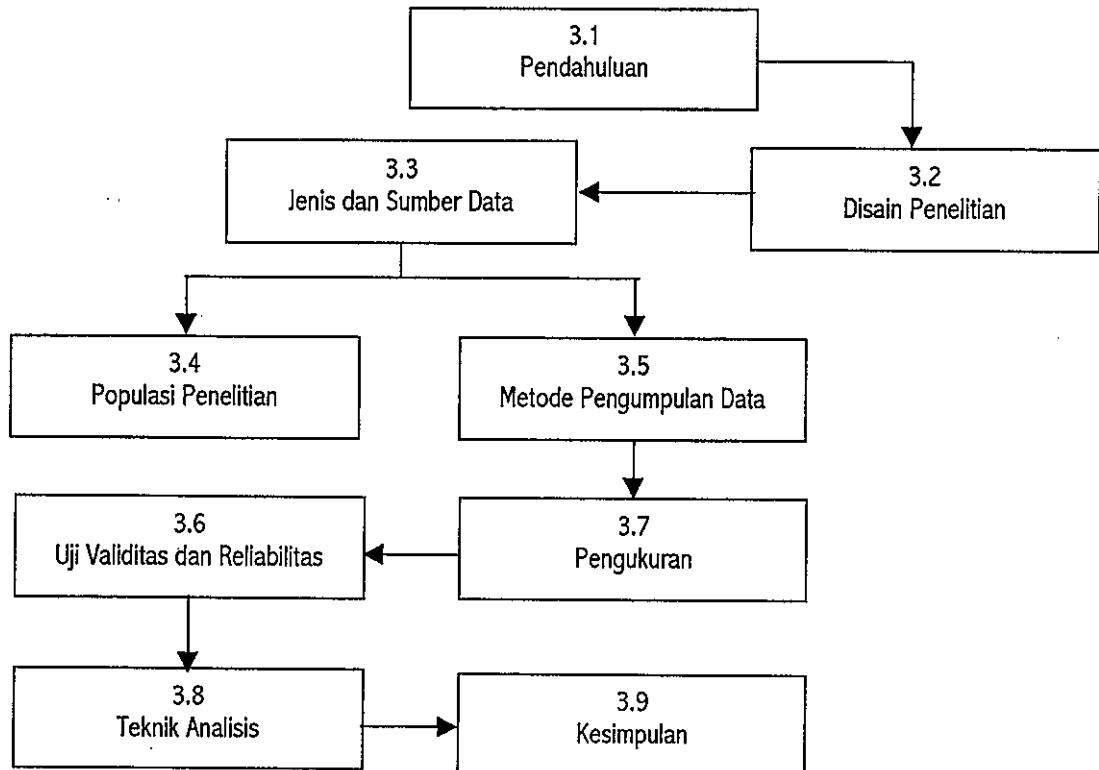 3.1
Pendahuluan
3.2
Disain Penelitian
3.3
Jenis dan Sumber Data
3.4
Populasi Penelitian
3.5
Metode Pengumpulan Data
3.6
Uji Validitas dan Reliabilitas
3.7
Pengukuran
3.8
Teknik Analisis
3.9
Kesimpulan